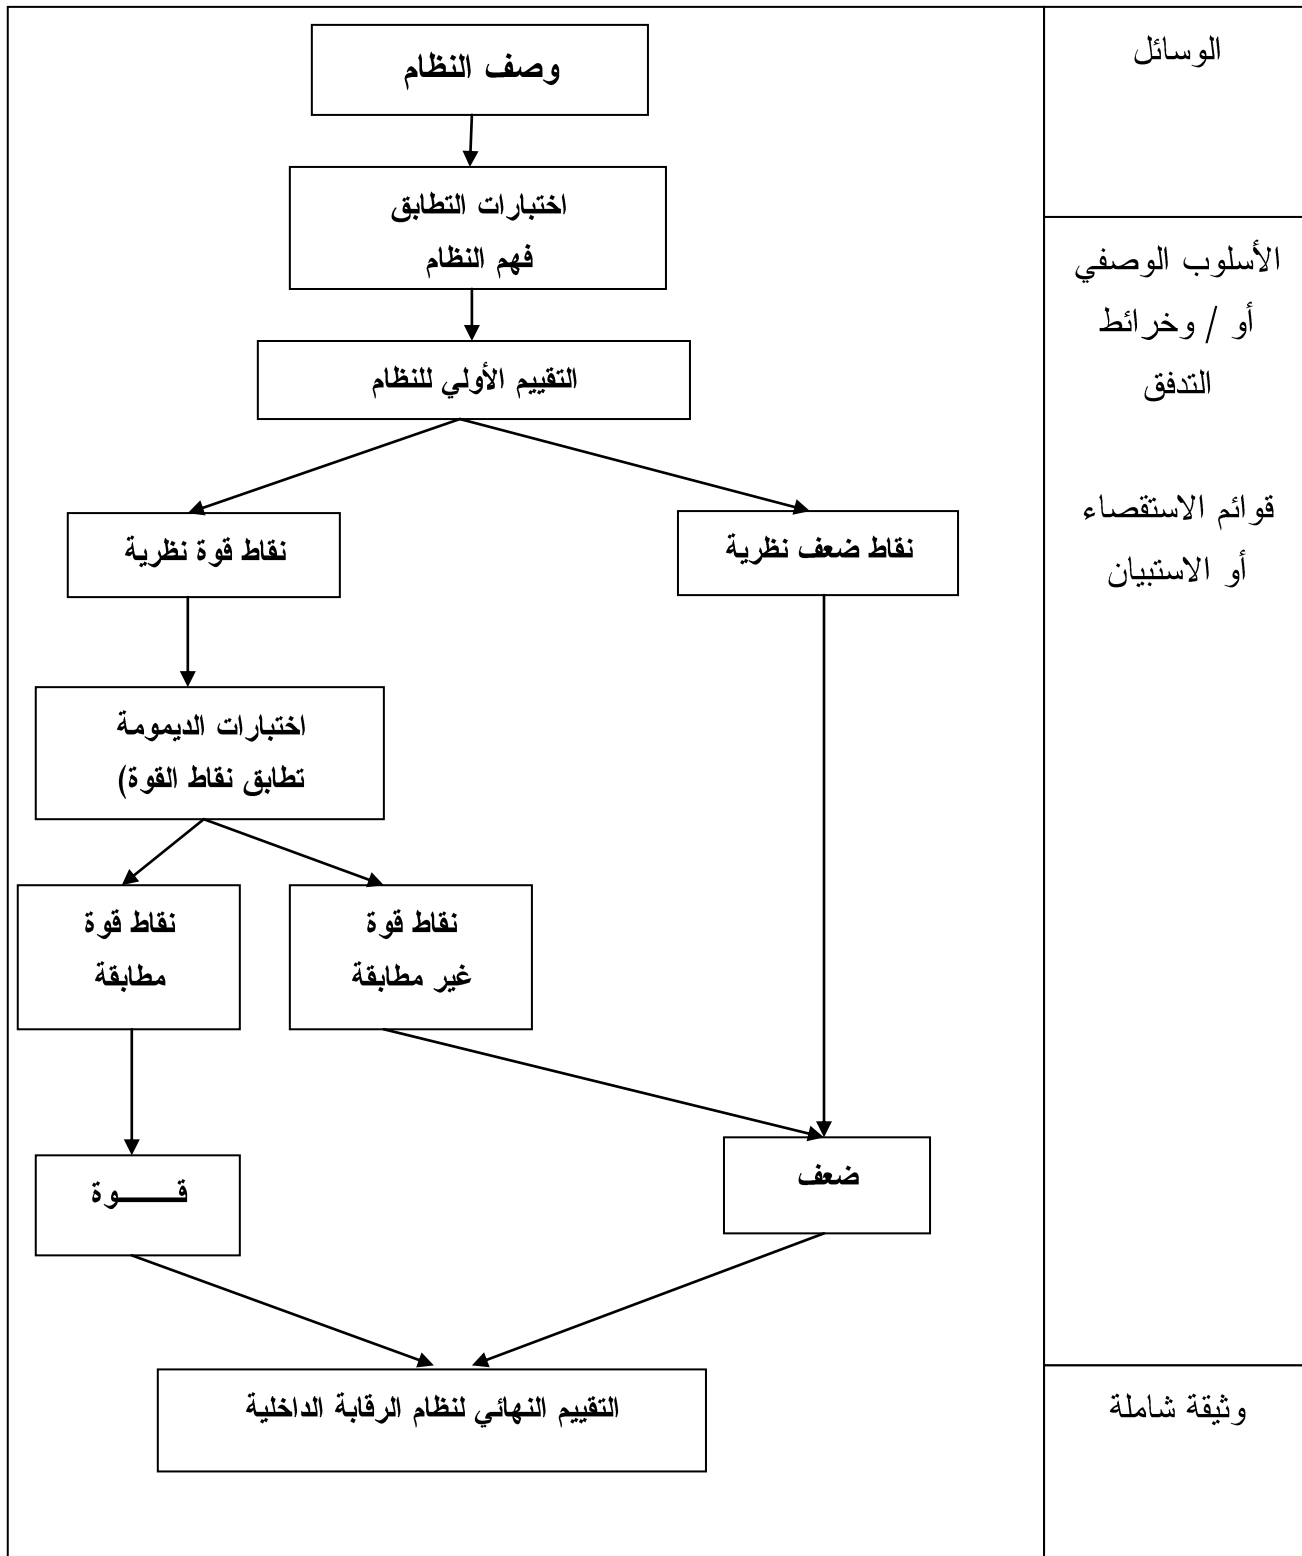 الوسائل
وصف النظام
اختبارات التطابق
فهم النظام
التقييم الأولي للنظام
الأسلوب الوصفي
أو / وخرائط
التدفق
قوائم الاستقصاء
أو الاستبيان
نقاط ضعف نظرية
نقاط قوة نظرية
اختبارات الديمومة
تطابق نقاط القوة)
نقاط قوة
غير مطابقة
نقاط قوة
مطابقة
ضعف
قـــــوة
التقييم النهائي لنظام الرقابة الداخلية
وثيقة شاملة